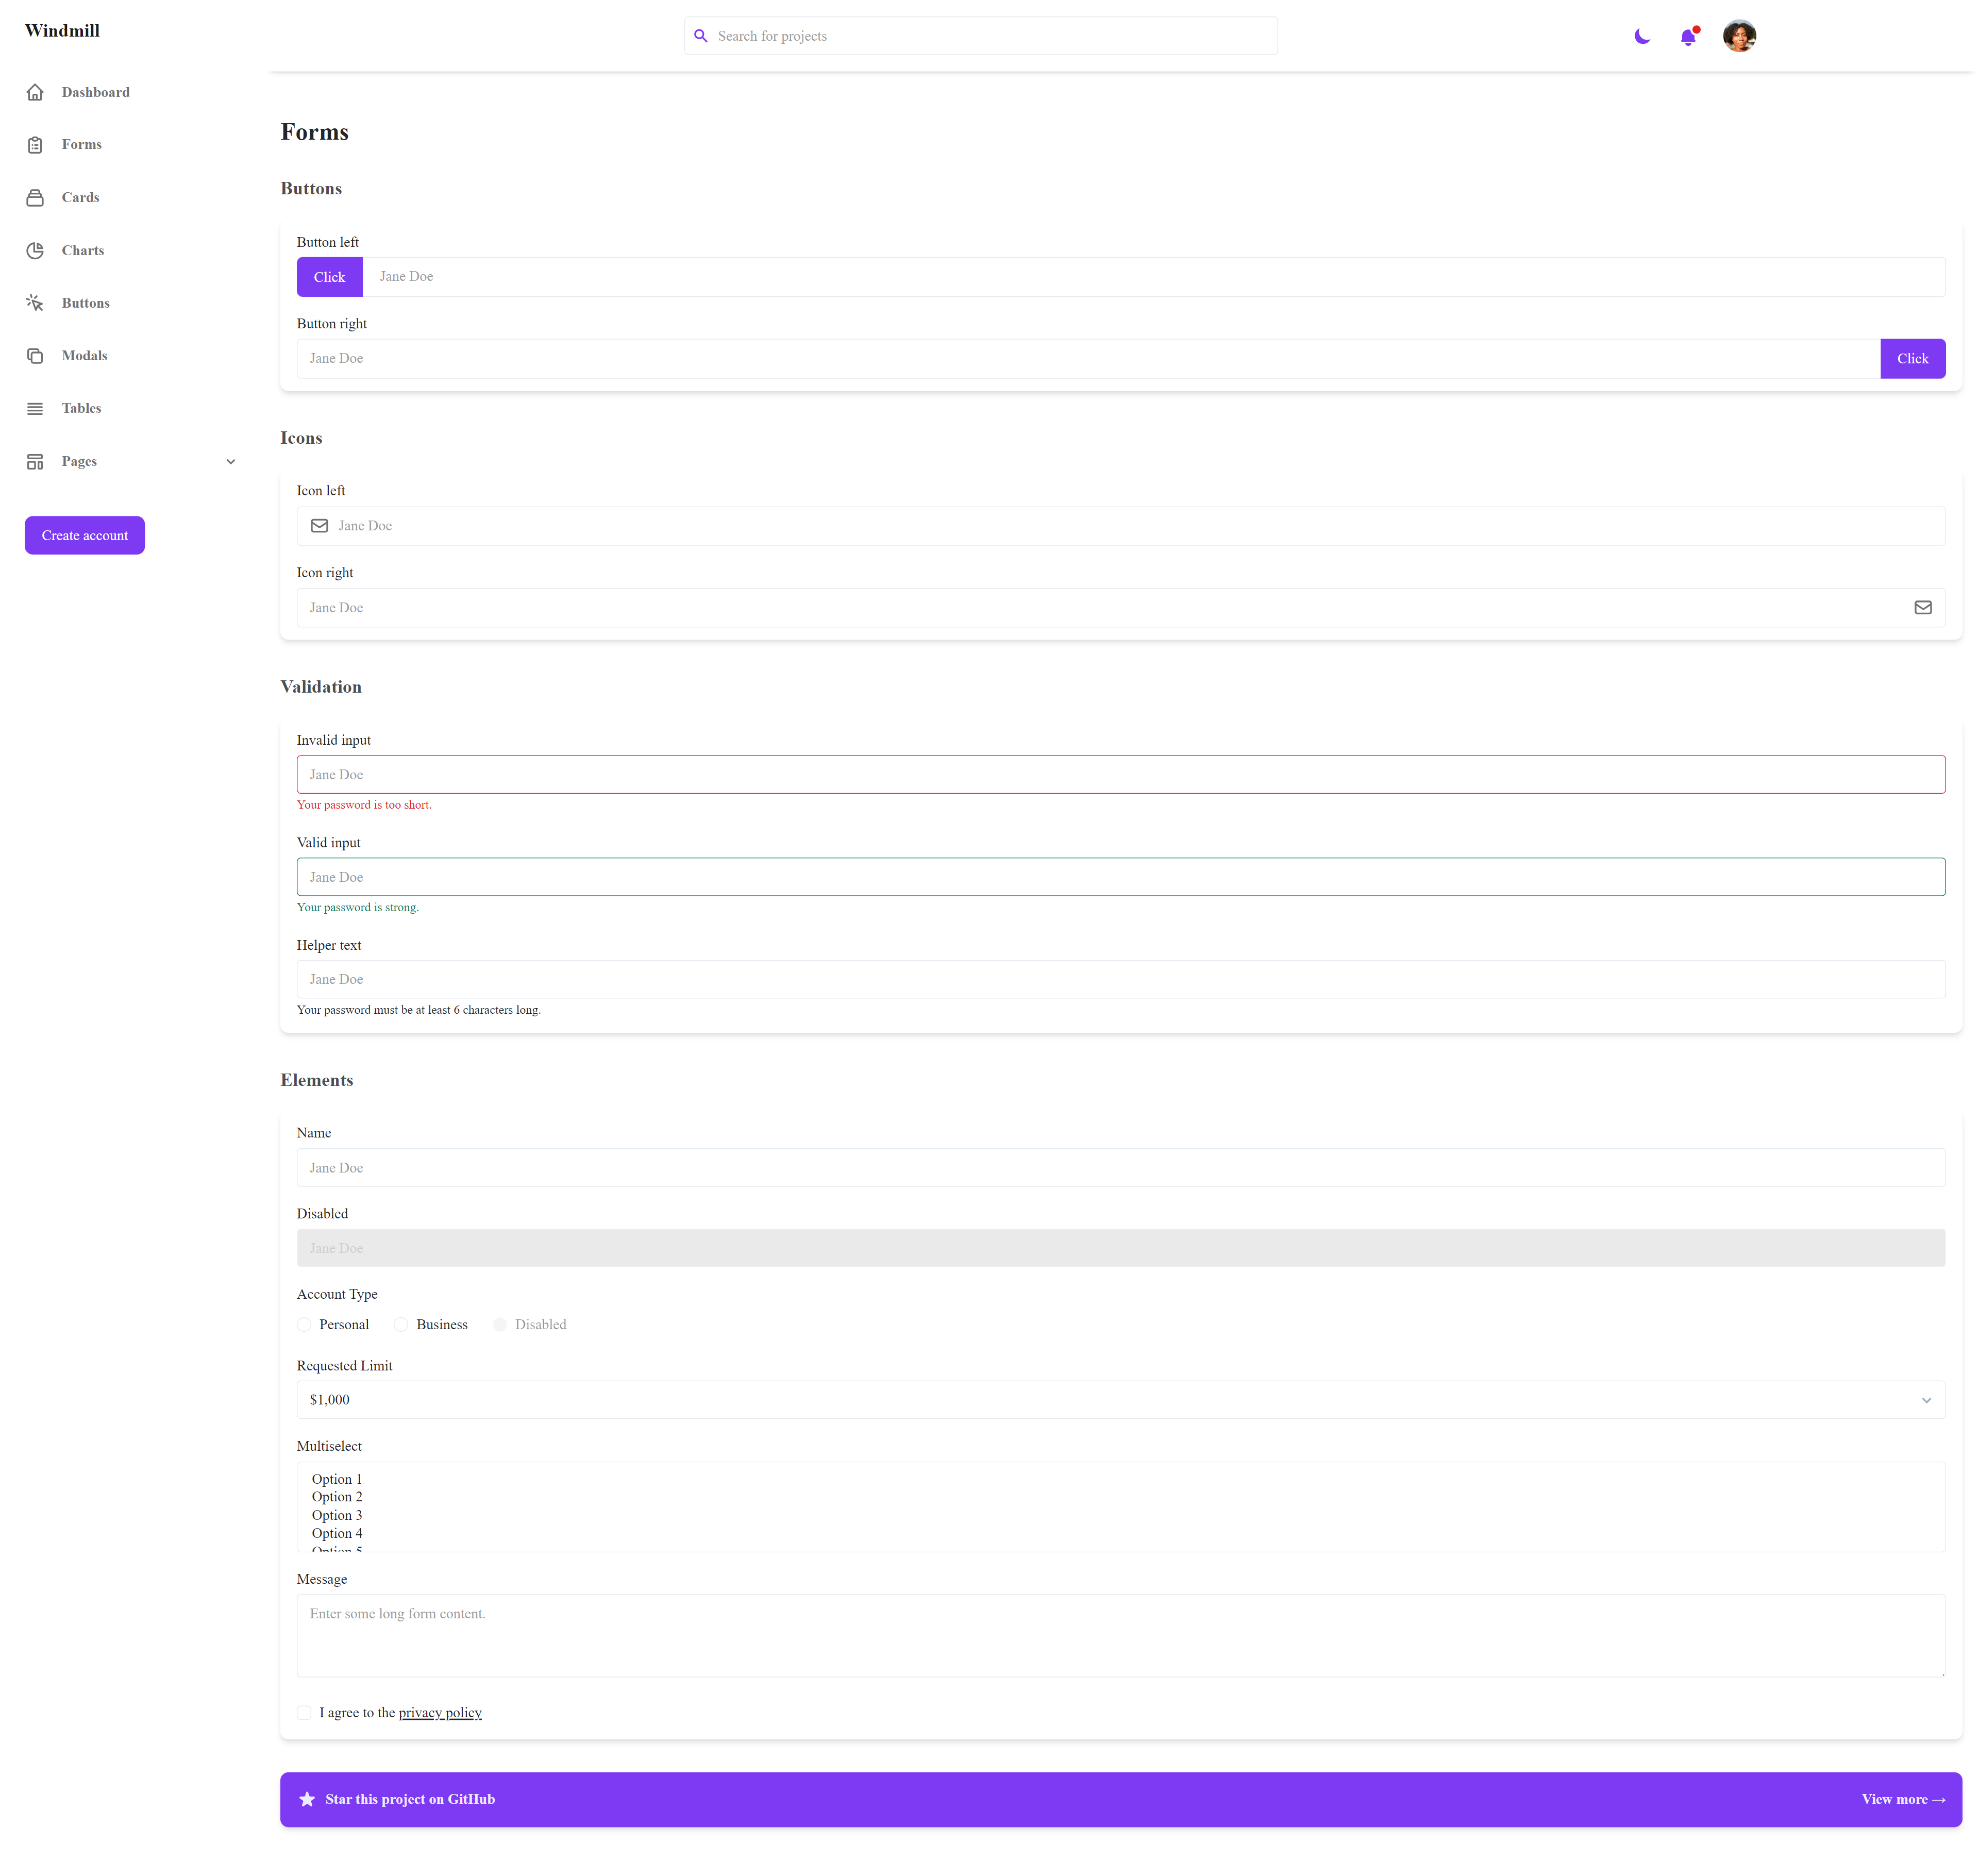 Windmill
Search for projects
Dashboard
Forms
Cards
Charts
Buttons
Modals
Tables
Pages
Create account
Forms
Buttons
Button left
Click
Jane Doe
Button right
Jane Doe
Click
Icons
Icon left
Jane Doe
Icon right
Jane Doe
Validation
Invalid input
Jane Doe
Your password is too short.
Valid input
Jane Doe
Your password is strong.
Helper text
Jane Doe
Your password must be at least 6 characters long.
Elements
Name
Jane Doe
Disabled
Jane Doe
Account Type
Personal Business Disabled
Requested Limit
$1,000
Multiselect
Option 1
Option 2
Option 3
Option 4
Option 5
Message
Enter some long form content.
I agree to the privacy policy
Star this project on GitHub
View more →